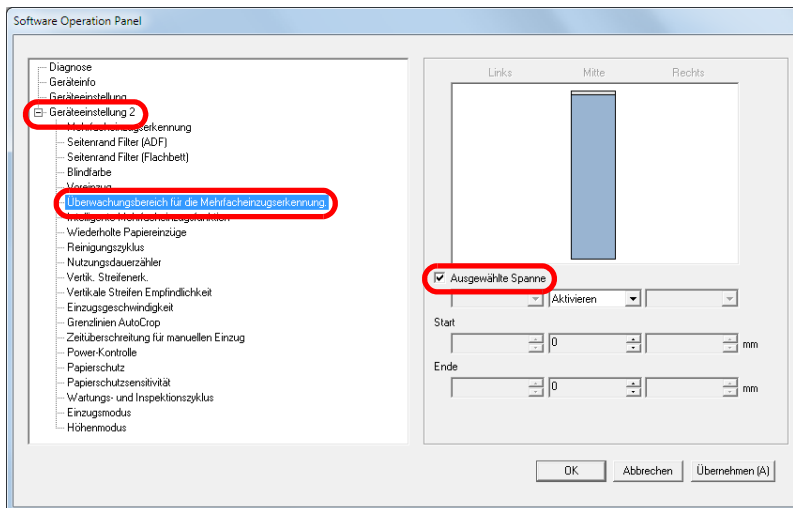 Software Operation Panel
Diagnose
Geräteinfo
Geräteeinstellung
Geräteeinstellung 2
Mehrfacheinzugserkennung
Seitenrand Filter (ADF)
Seitenrand Filter (Flachbett)
Blindfarbe
Voreinzug
Überwachungsbereich für die Mehrfacheinzugserkennung.
Intelligente Mehrfacheinzugsfunktion
Wiederholte Papiereinzüge
Reinigungszyklus
Nutzungsdauerzähler
Vertik. Streifenerk.
Vertikale Streifen Empfindlichkeit
Einzugsgeschwindigkeit
Grenzlinien AutoCrop
Zeitüberschreitung für manuellen Einzug
Power-Kontrolle
Papierschutz
Papierschutzsensitivität
Wartungs- und Inspektionszyklus
Einzugsmodus
Höhenmodus
Links Mitte Rechts
Ausgewählte Spanne
Aktivieren
Start
0 mm
Ende
0 mm
OK Abbrechen Übernehmen (A)